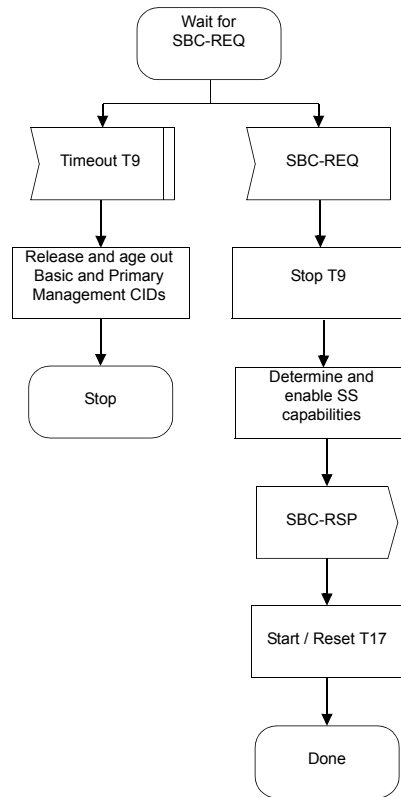 Wait for
SBC-REQ
Timeout T9
SBC-REQ
Release and age out
Basic and Primary
Management CIDs
Stop T9
Stop
Determine and
enable SS
capabilities
SBC-RSP
Start / Reset T17
Done